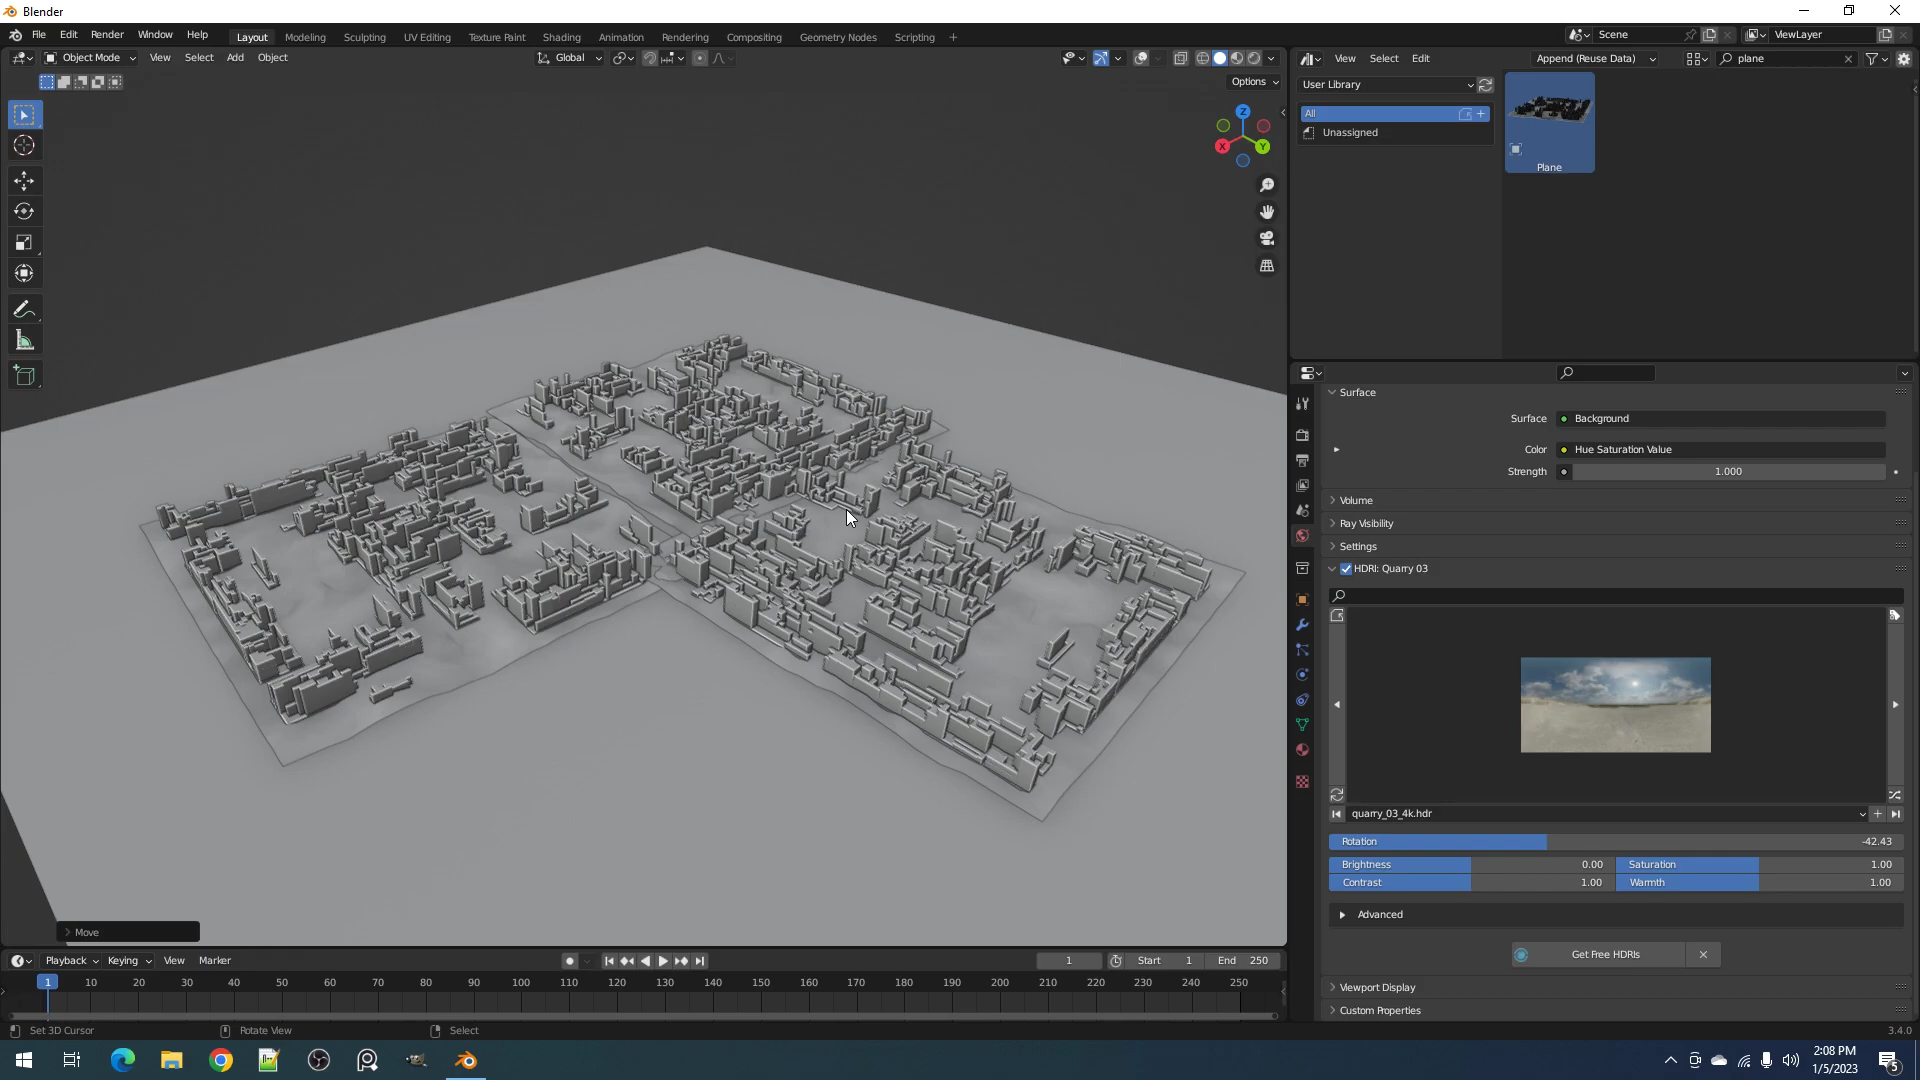 Blender
File Edit Render Window Help Layout Modeling Sculpting UV Editing Texture Paint Shading Animation Rendering Compositing Geometry Nodes Scripting + Scene ViewLayer
Object Mode View Select Add Object Global View Select Edit Append (Reuse Data) plane
Options User Library
All
Unassigned
Plane
Z
X Y
Surface
Surface Background
Color Hue Saturation Value
Strength 1.000
Volume
Ray Visibility
Settings
HDRI: Quarry 03
quarry_03_4k.hdr
Rotation -42.43
Brightness 0.00 Saturation 1.00
Contrast 1.00 Warmth 1.00
Advanced
Get Free HDRIs
Viewport Display
Custom Properties
Move
Playback Keying View Marker 1 Start 1 End 250
1 10 20 30 40 50 60 70 80 90 100 110 120 130 140 150 160 170 180 190 200 210 220 230 240 250
Set 3D Cursor Rotate View Select 3.4.0
2:08 PM
1/5/2023
5